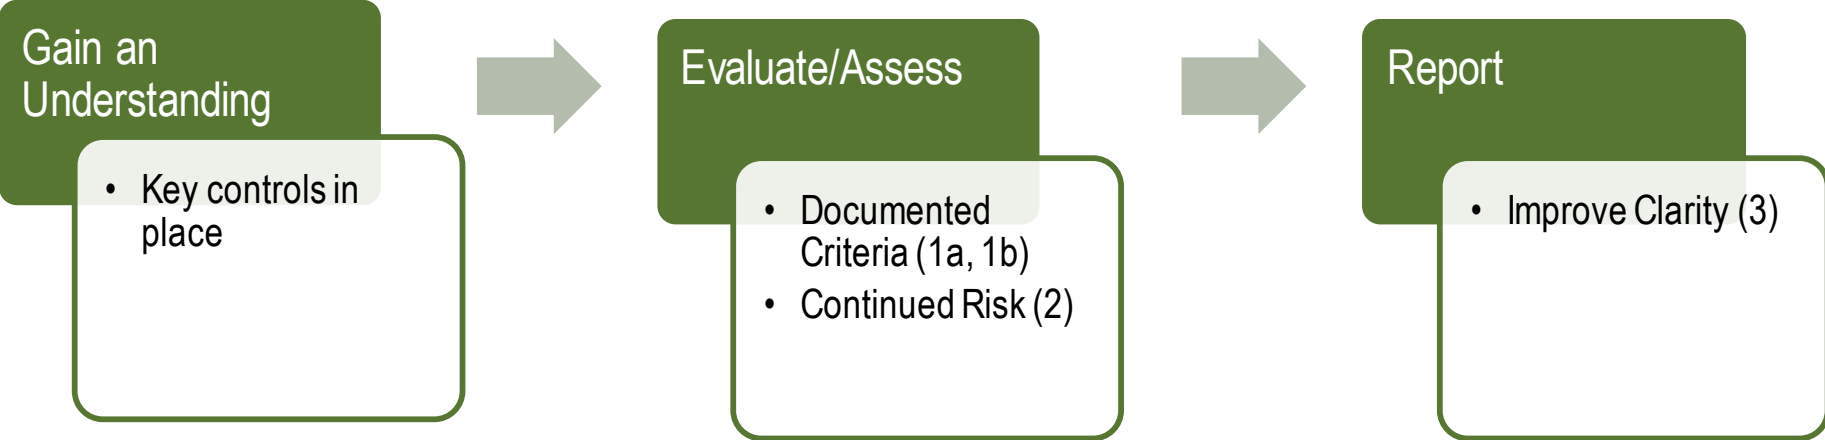 Gain an
Understanding
• Key controls in
place
Evaluate/Assess
• Documented
Criteria (1a, 1b)
• Continued Risk (2)
Report
• Improve Clarity (3)